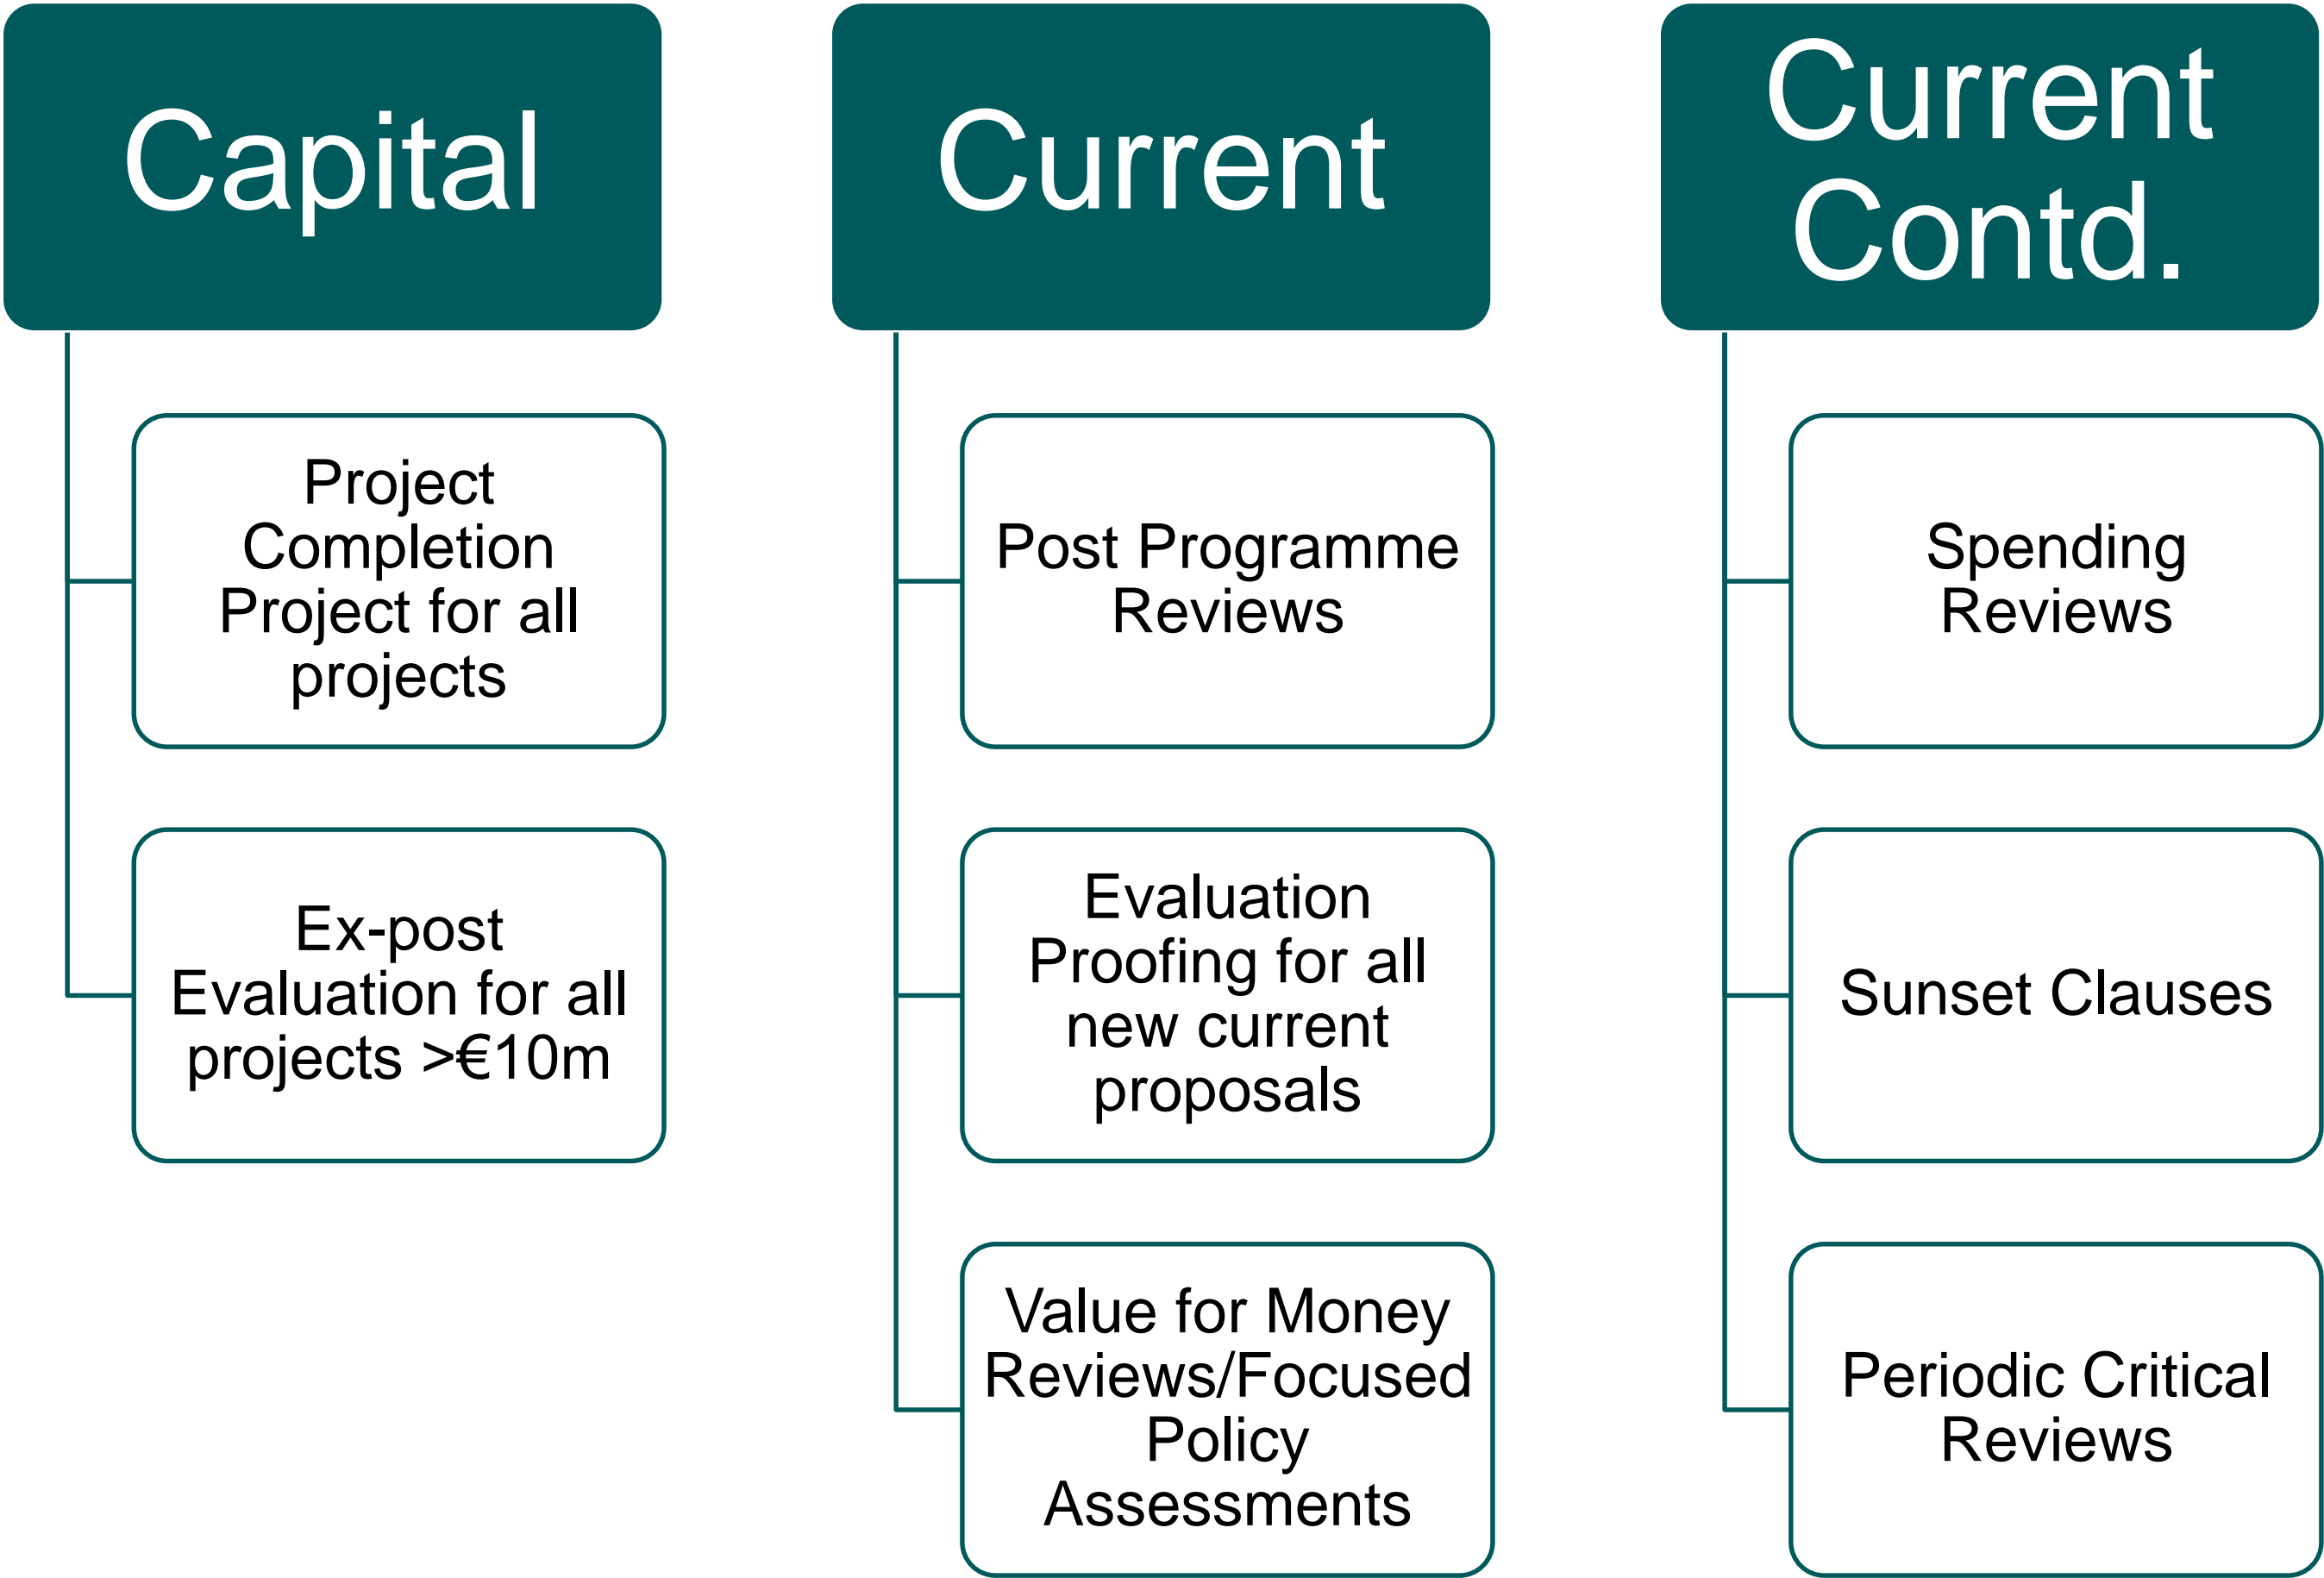 Capital
Project
Completion
Project for all
projects
Ex-post
Evaluation for all
projects >€10m
Current
Post Programme
Reviews
Evaluation
Proofing for all
new current
proposals
Value for Money
Reviews/Focused
Policy
Assessments
Current
Contd.
Spending
Reviews
Sunset Clauses
Periodic Critical
Reviews